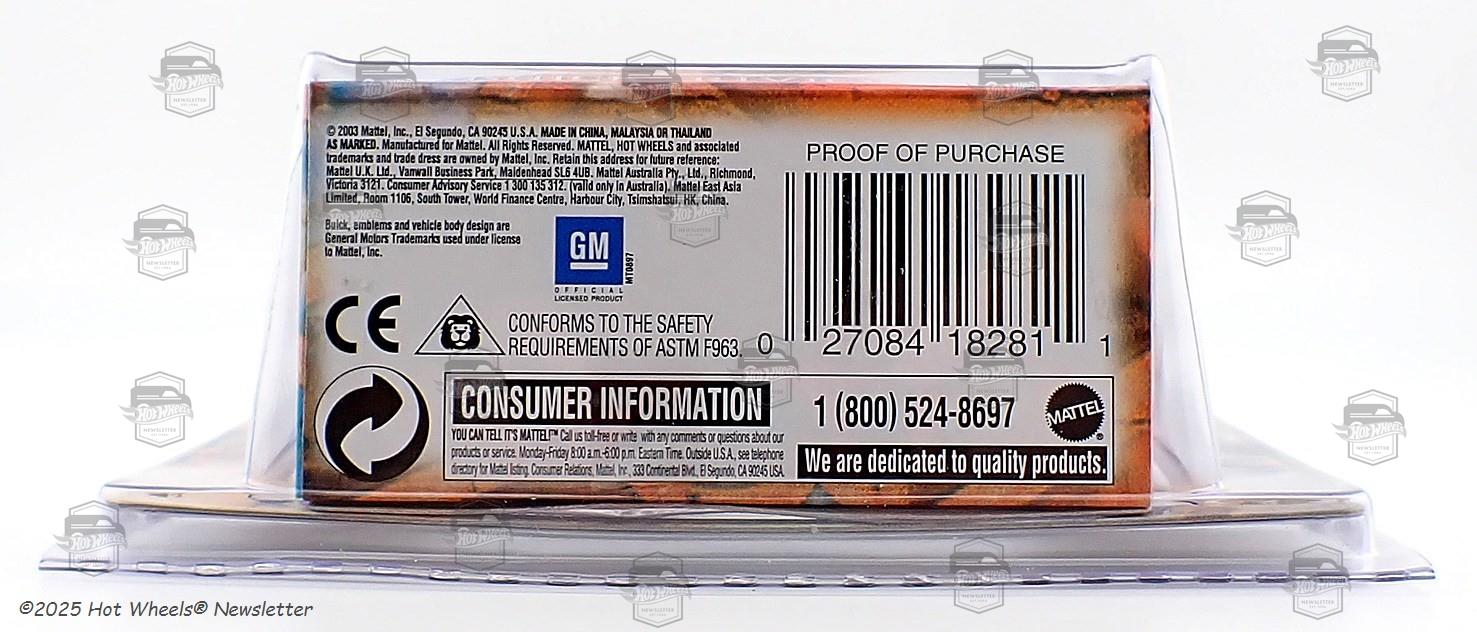 © 2003 Mattel, Inc., El Segundo, CA 90245 U.S.A. MADE IN CHINA, MALAYSIA OR THAILAND
AS MARKED. Manufactured for Mattel. All Rights Reserved. MATTEL, HOT WHEELS and associated
trademarks and trade dress are owned by Mattel, Inc. Retain this address for future reference:
Mattel U.K. Ltd., Vanwall Business Park, Maidenhead SL6 4UB. Mattel Australia Pty., Ltd., Richmond,
Victoria 3121. Consumer Advisory Service 1 300 135 312. (valid only in Australia). Mattel East Asia
Limited, Room 1106, South Tower, World Finance Centre, Harbour City, Tsimshatsui, HK, China.
Buick, emblems and vehicle body design are
General Motors Trademarks used under license
to Mattel, Inc.
GM
MT0897
OFFICIAL
LICENSED PRODUCT
CE
CONFORMS TO THE SAFETY
REQUIREMENTS OF ASTM F963.
PROOF OF PURCHASE
0 27084 18281 1
CONSUMER INFORMATION
YOU CAN TELL IT'S MATTEL!™ Call us toll-free or write with any comments or questions about our
products or service. Monday-Friday 8:00 a.m.-6:00 p.m. Eastern Time. Outside U.S.A., see telephone
directory for Mattel listing. Consumer Relations, Mattel, Inc., 333 Continental Blvd., El Segundo, CA 90245 USA.
1 (800) 524-8697
MATTEL®
We are dedicated to quality products.
©2025 Hot Wheels® Newsletter
HOT WHEELS
NEWSLETTER